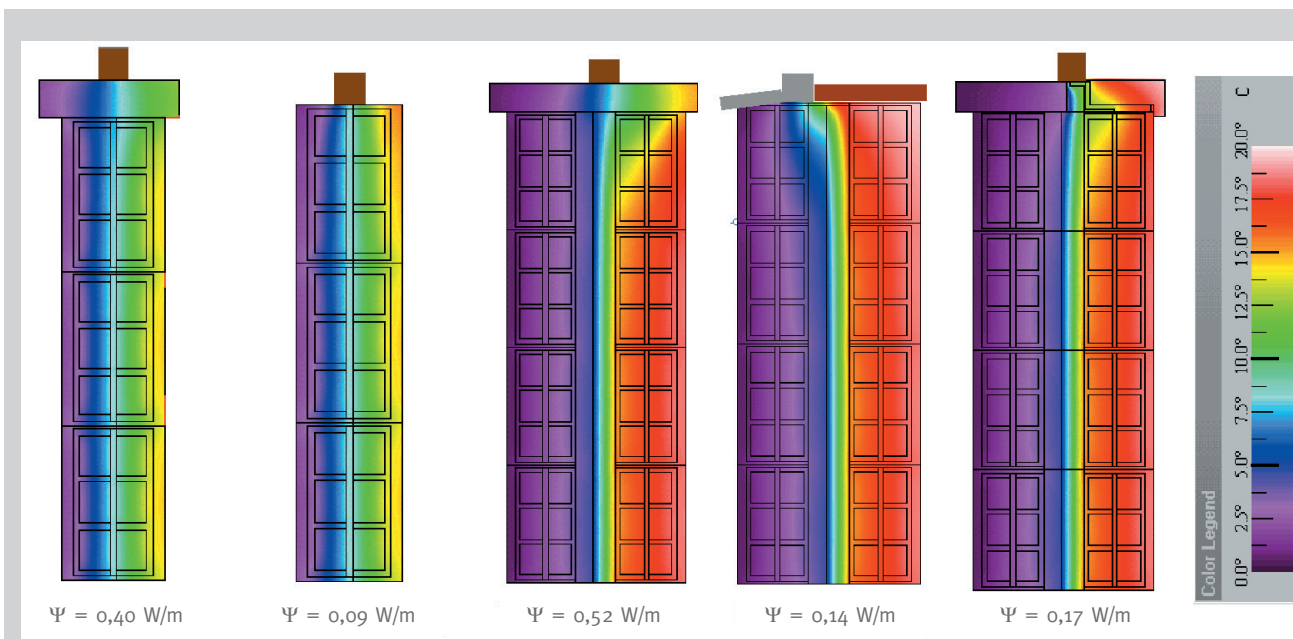 Ψ = 0,40 W/m
Ψ = 0,09 W/m
Ψ = 0,52 W/m
Ψ = 0,14 W/m
Ψ = 0,17 W/m
Color Legend
C
20.0°
17.5°
15.0°
12.5°
10.0°
7.5°
5.0°
2.5°
0.0°